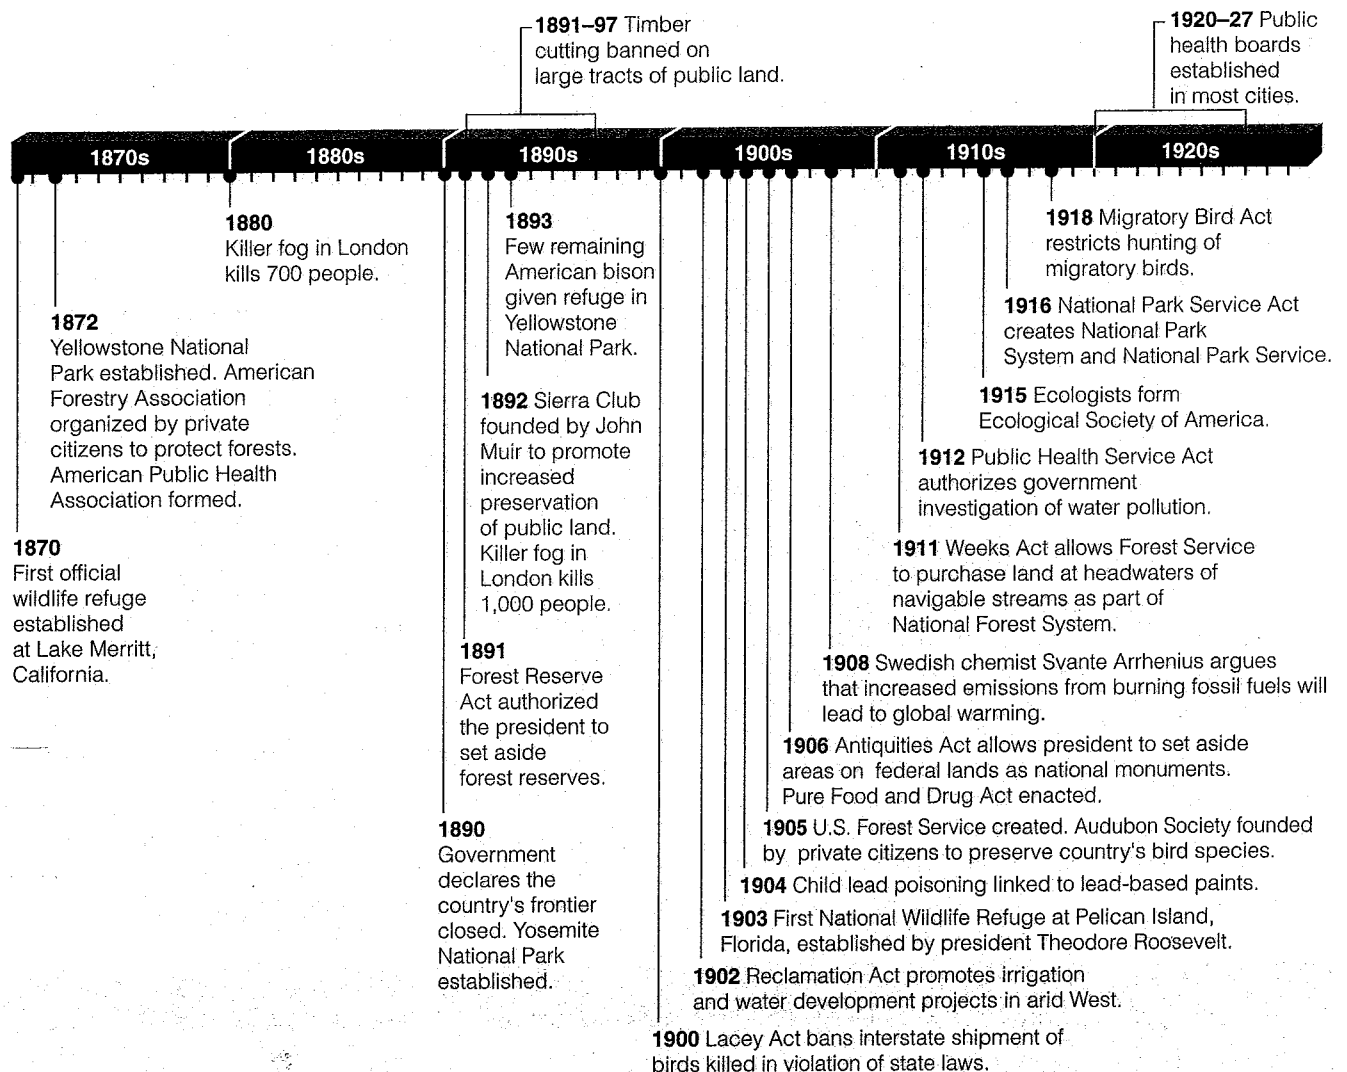 1891–97 Timber
cutting banned on
large tracts of public land.
1920–27 Public
health boards
established
in most cities.
1870s
1880s
1890s
1900s
1910s
1920s
1870
First official
wildlife refuge
established
at Lake Merritt,
California.
1872
Yellowstone National
Park established. American
Forestry Association
organized by private
citizens to protect forests.
American Public Health
Association formed.
1880
Killer fog in London
kills 700 people.
1890
Government
declares the
country's frontier
closed. Yosemite
National Park
established.
1891
Forest Reserve
Act authorized
the president to
set aside
forest reserves.
1892 Sierra Club
founded by John
Muir to promote
increased
preservation
of public land.
Killer fog in
London kills
1,000 people.
1893
Few remaining
American bison
given refuge in
Yellowstone
National Park.
1900 Lacey Act bans interstate shipment of
birds killed in violation of state laws.
1902 Reclamation Act promotes irrigation
and water development projects in arid West.
1903 First National Wildlife Refuge at Pelican Island,
Florida, established by president Theodore Roosevelt.
1904 Child lead poisoning linked to lead-based paints.
1905 U.S. Forest Service created. Audubon Society founded
by private citizens to preserve country's bird species.
1906 Antiquities Act allows president to set aside
areas on federal lands as national monuments.
Pure Food and Drug Act enacted.
1908 Swedish chemist Svante Arrhenius argues
that increased emissions from burning fossil fuels will
lead to global warming.
1911 Weeks Act allows Forest Service
to purchase land at headwaters of
navigable streams as part of
National Forest System.
1912 Public Health Service Act
authorizes government
investigation of water pollution.
1915 Ecologists form
Ecological Society of America.
1916 National Park Service Act
creates National Park
System and National Park Service.
1918 Migratory Bird Act
restricts hunting of
migratory birds.